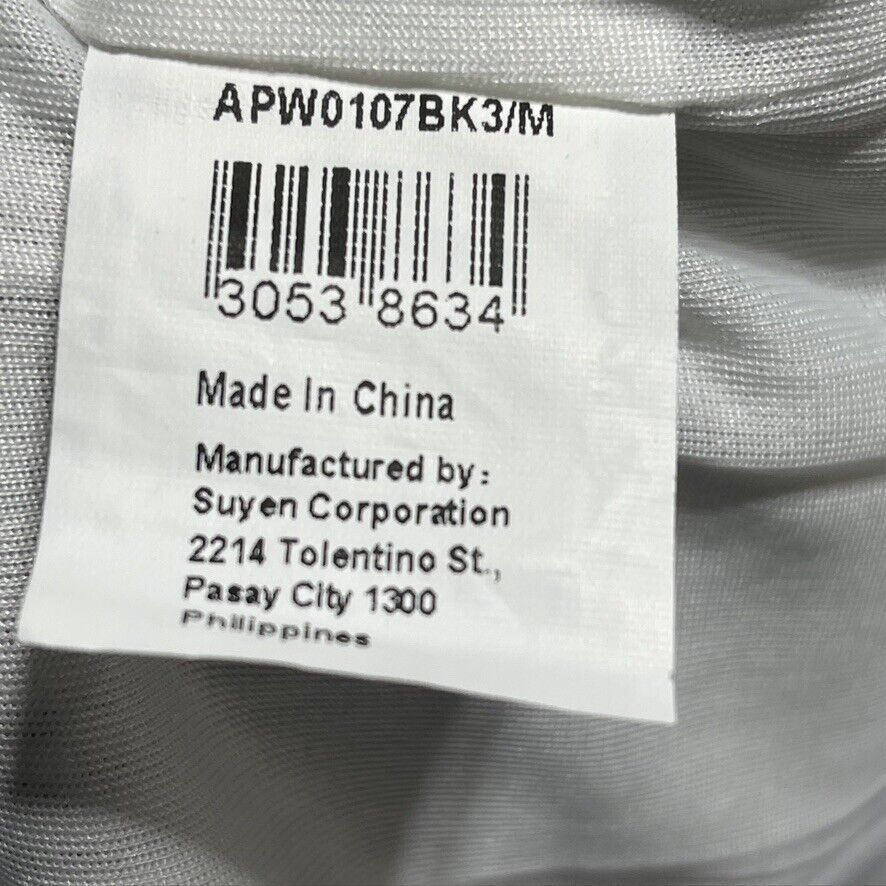 APW0107BK3/M
3053 8634
Made In China
Manufactured by:
Suyen Corporation
2214 Tolentino St.,
Pasay City 1300
Philippines